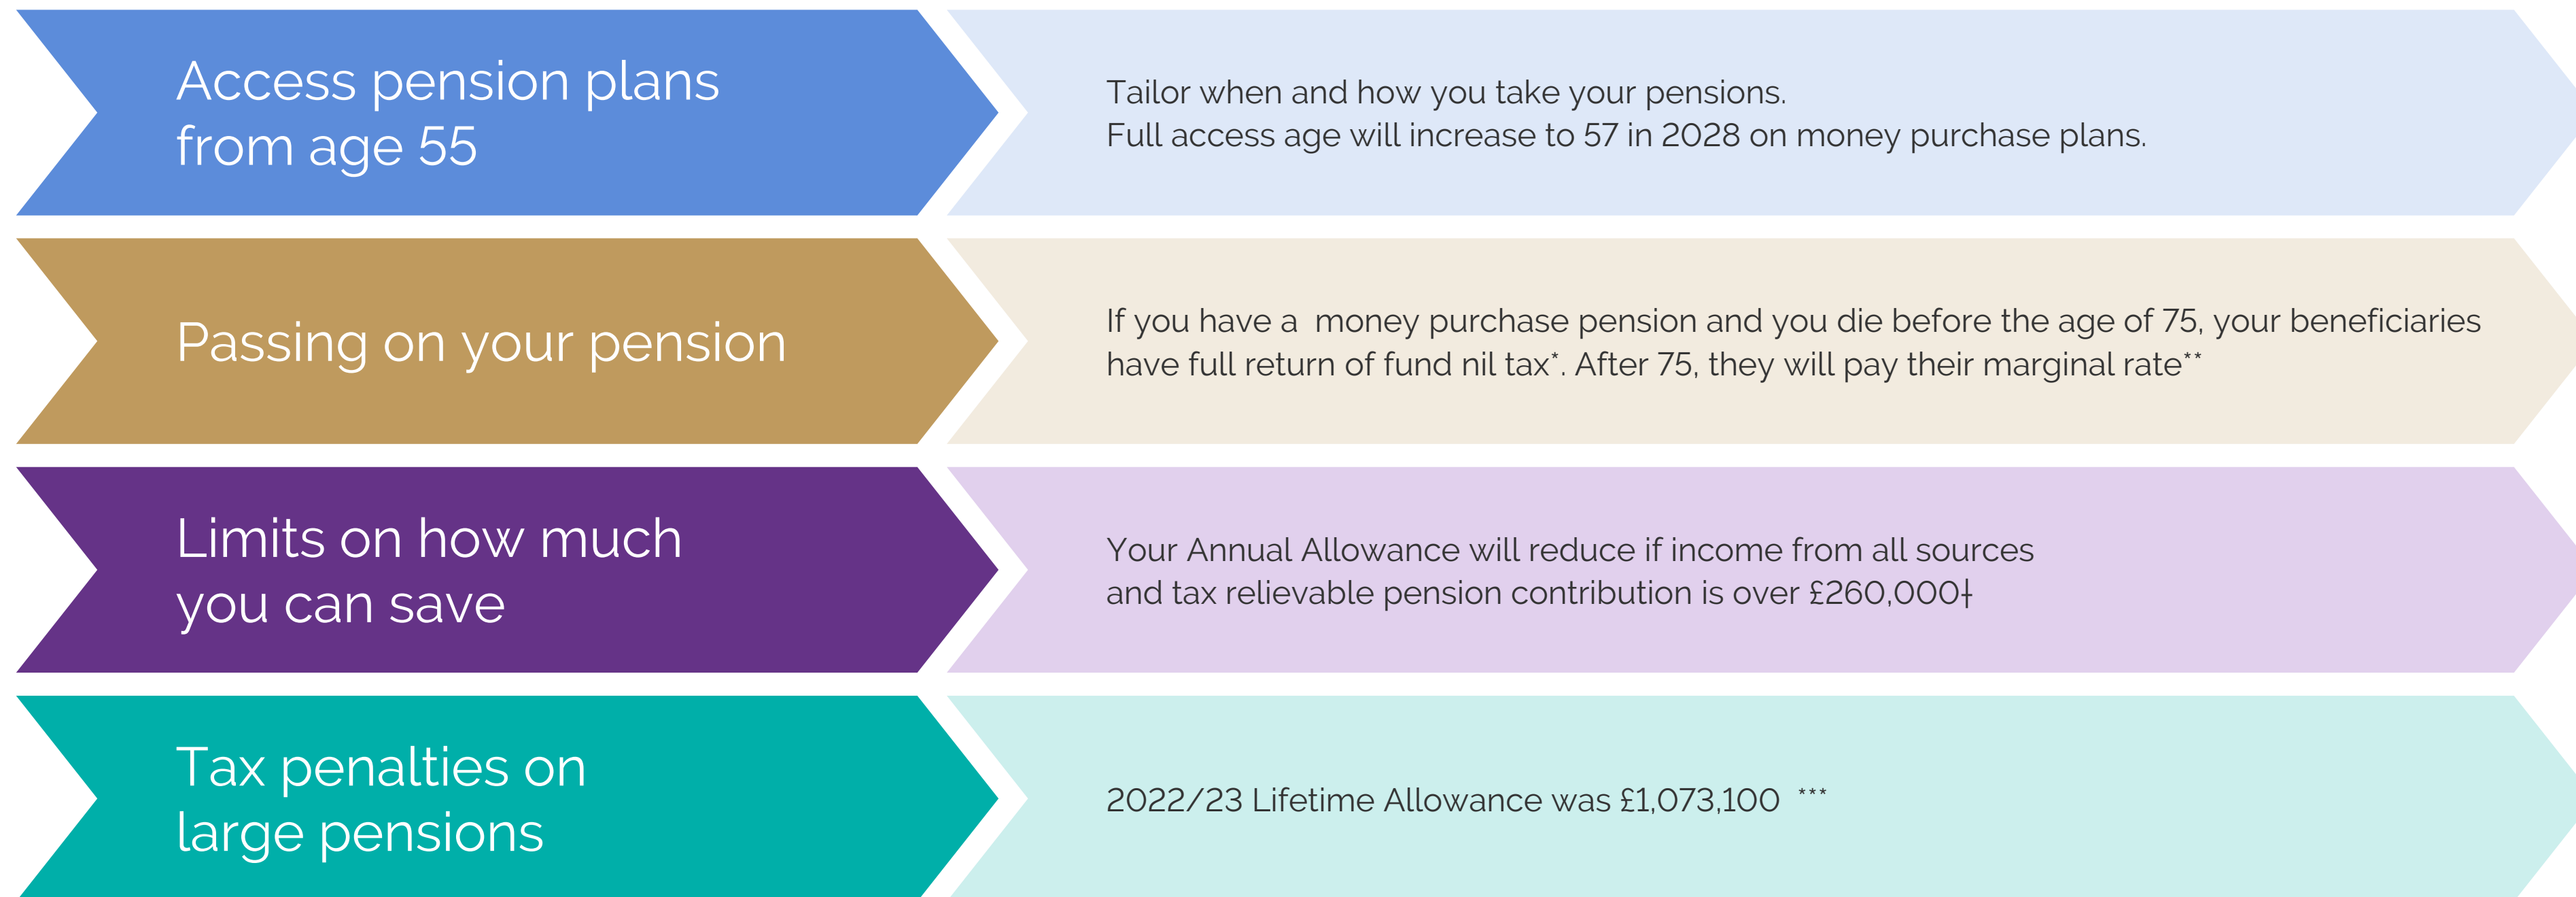 Access pension plans
from age 55
Tailor when and how you take your pensions.
Full access age will increase to 57 in 2028 on money purchase plans.
Passing on your pension
If you have a  money purchase pension and you die before the age of 75, your beneficiaries
have full return of fund nil tax*. After 75, they will pay their marginal rate**
Limits on how much
you can save
Your Annual Allowance will reduce if income from all sources
and tax relievable pension contribution is over £260,000ƚ
Tax penalties on
large pensions
2022/23 Lifetime Allowance was £1,073,100  ***